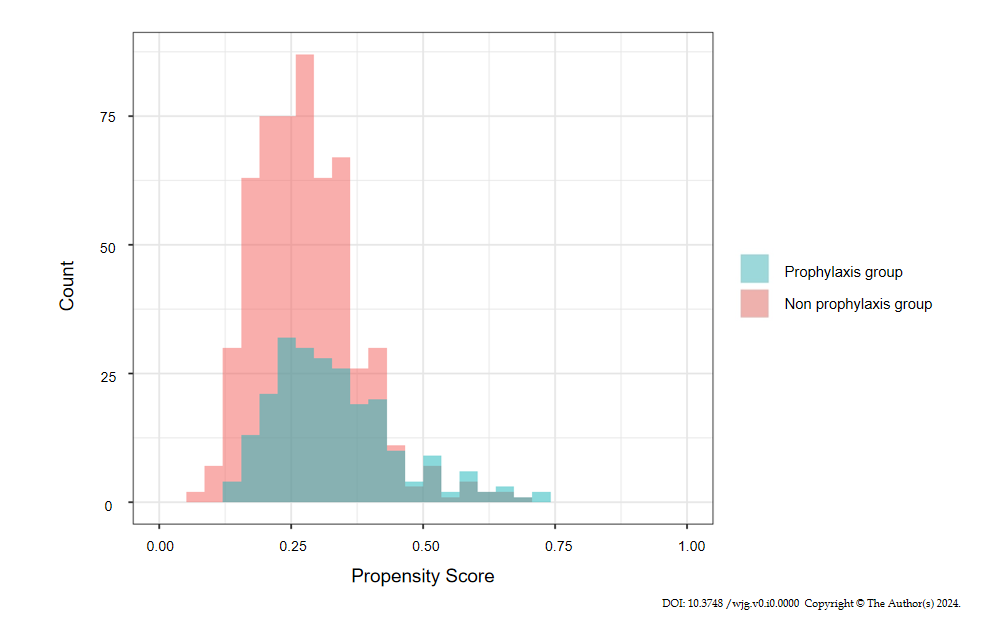 75
50
25
0
Count
0.00 0.25 0.50 0.75 1.00
Propensity Score
Prophylaxis group
Non prophylaxis group
DOI: 10.3748 /wjg.v0.i0.0000 Copyright © The Author(s) 2024.